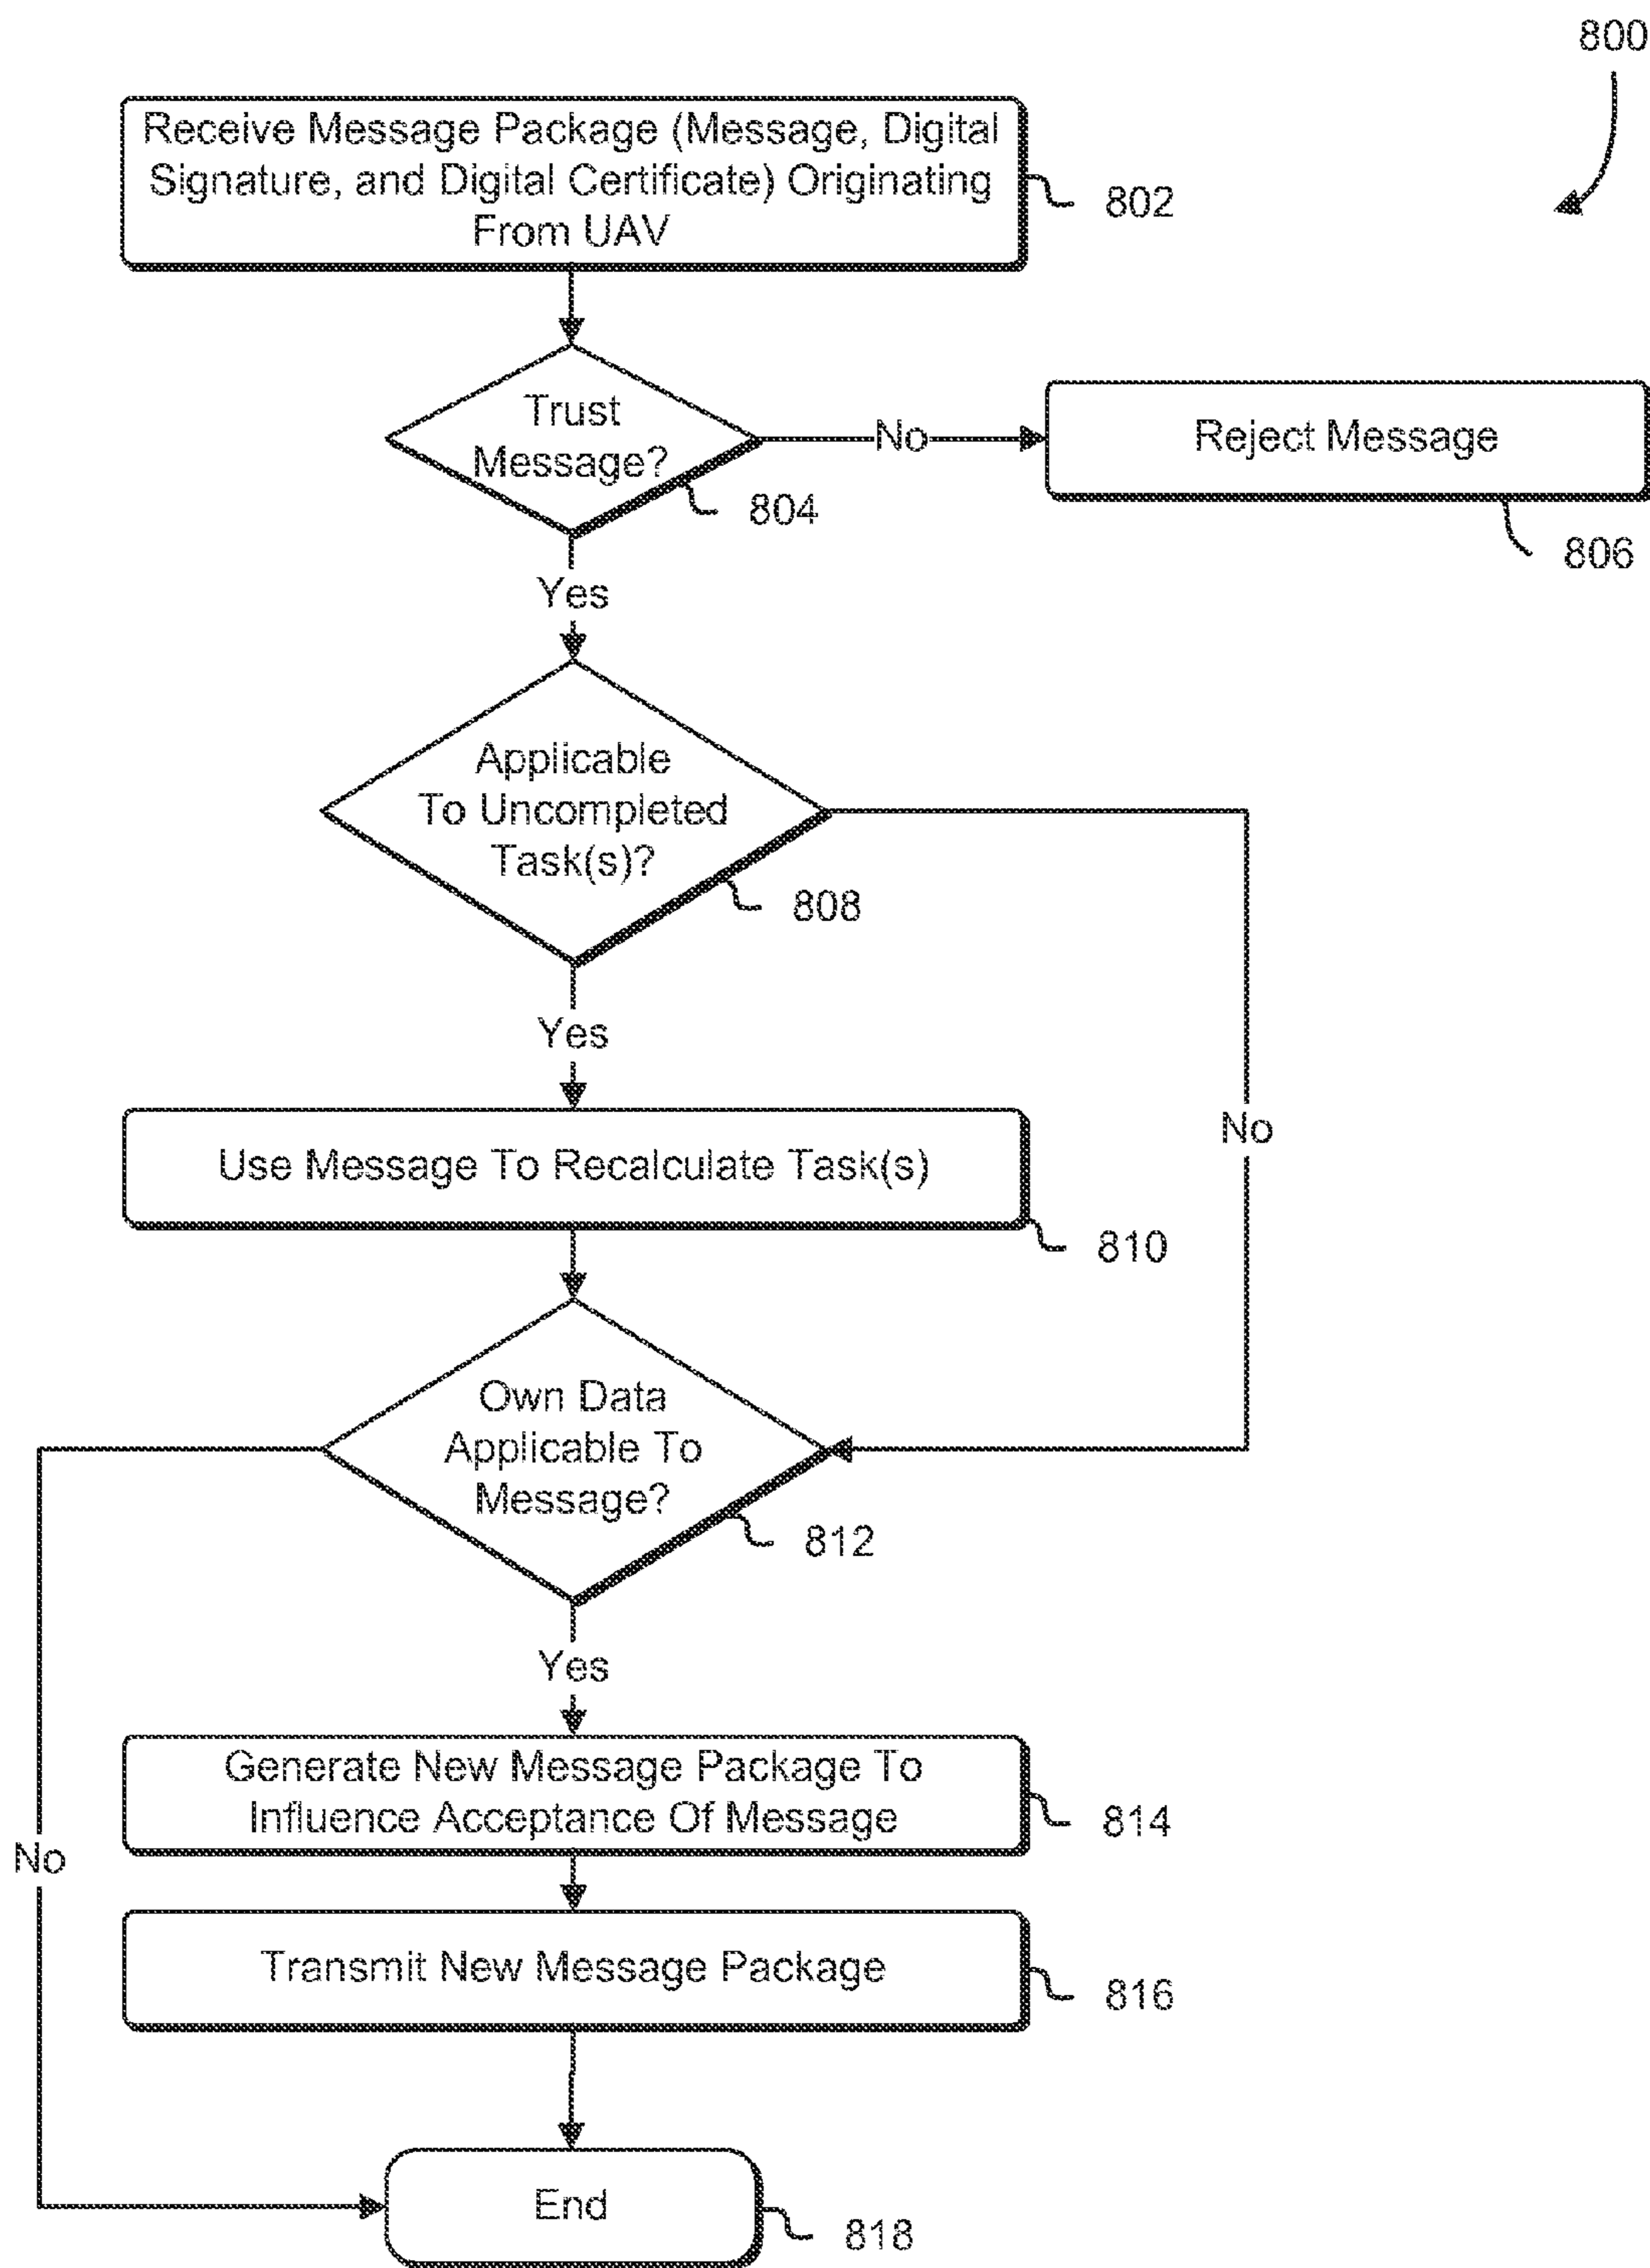 800
Receive Message Package (Message, Digital
Signature, and Digital Certificate) Originating
From UAV
802
Trust
Message?
804
No
Reject Message
806
Yes
Applicable
To Uncompleted
Task(s)?
808
Yes
No
Use Message To Recalculate Task(s)
810
Own Data
Applicable To
Message?
812
Yes
Generate New Message Package To
Influence Acceptance Of Message
814
No
Transmit New Message Package
816
End
818